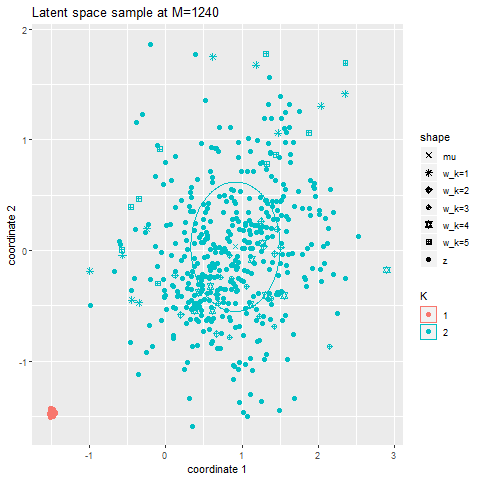 Latent space sample at M=1240
2
1
0
-1
coordinate 2
-1
0
1
2
3
coordinate 1
shape
mu
w_k=1
w_k=2
w_k=3
w_k=4
w_k=5
z
K
1
2